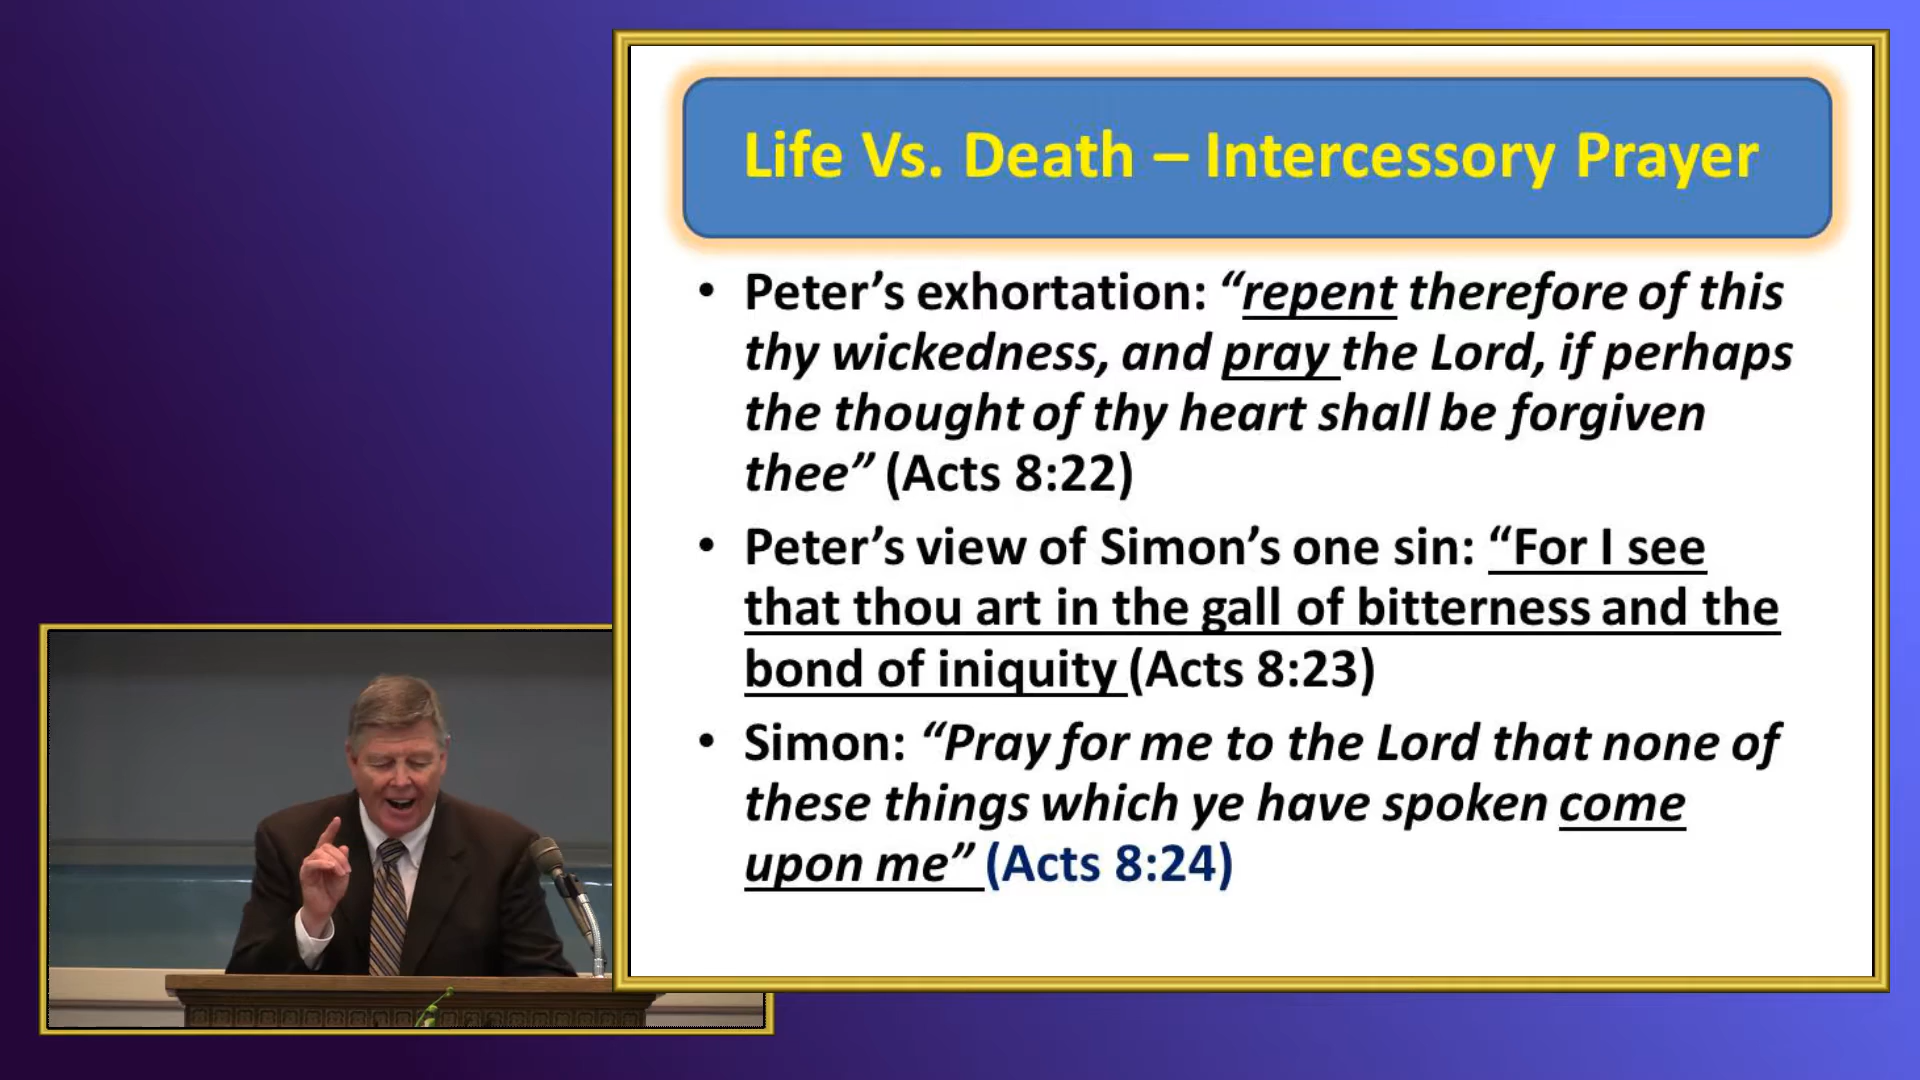 Life Vs. Death – Intercessory Prayer
• Peter’s exhortation: “repent therefore of this
thy wickedness, and pray the Lord, if perhaps
the thought of thy heart shall be forgiven
thee” (Acts 8:22)
• Peter’s view of Simon’s one sin: “For I see
that thou art in the gall of bitterness and the
bond of iniquity (Acts 8:23)
• Simon: “Pray for me to the Lord that none of
these things which ye have spoken come
upon me” (Acts 8:24)